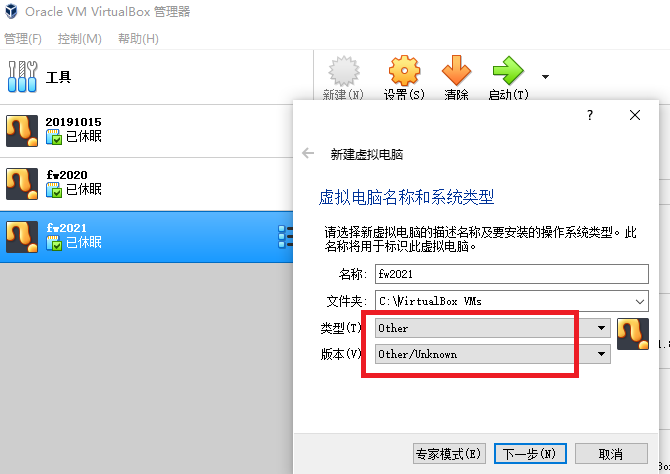 Oracle VM VirtualBox 管理器
管理(F) 控制(M) 帮助(H)
工具
新建(N) 设置(S) 清除 启动(T)
20191015
已休眠
fw2020
已休眠
fw2021
已休眠
? ×
新建虚拟电脑
虚拟电脑名称和系统类型
请选择新虚拟电脑的描述名称及要安装的操作系统类型。此
名称将用于标识此虚拟电脑。
名称: fw2021
文件夹: C:\VirtualBox VMs
类型(T) Other
版本(V) Other/Unknown
专家模式(E) 下一步(N) 取消